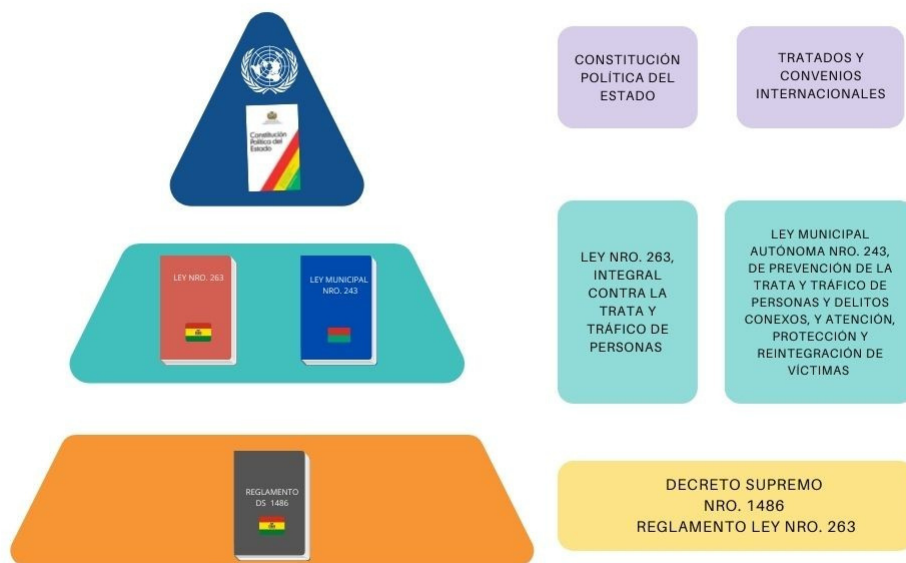 Constitución
Política del
Estado
CONSTITUCIÓN
POLÍTICA DEL
ESTADO
TRATADOS Y
CONVENIOS
INTERNACIONALES
LEY NRO. 263
LEY MUNICIPAL
NRO. 243
LEY NRO. 263,
INTEGRAL
CONTRA LA
TRATA Y
TRÁFICO DE
PERSONAS
LEY MUNICIPAL
AUTÓNOMA NRO. 243,
DE PREVENCIÓN DE LA
TRATA Y TRÁFICO DE
PERSONAS Y DELITOS
CONEXOS, Y ATENCIÓN,
PROTECCIÓN Y
REINTEGRACIÓN DE
VÍCTIMAS
REGLAMENTO
DS 1486
DECRETO SUPREMO
NRO. 1486
REGLAMENTO LEY NRO. 263